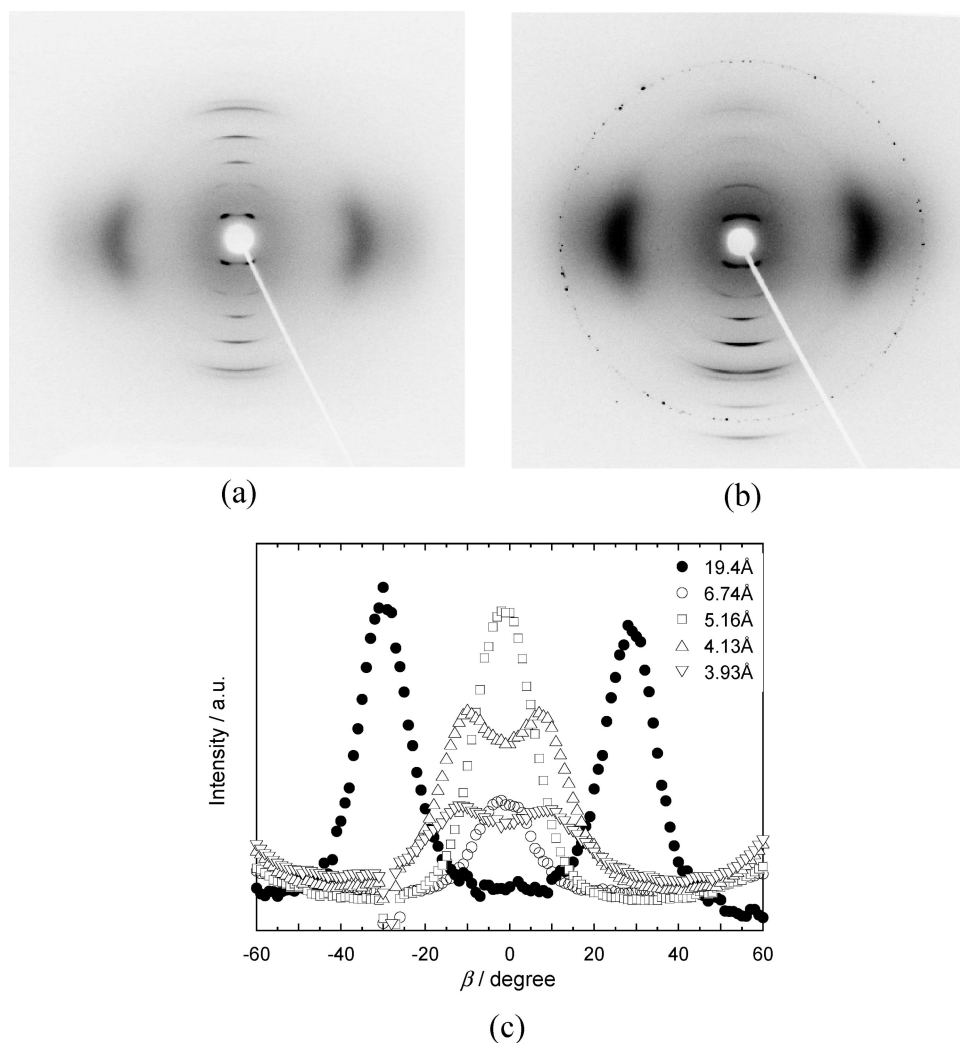 (a)
(b)
19.4Å
6.74Å
5.16Å
4.13Å
3.93Å
Intensity / a.u.
-60
-40
-20
0
20
40
60
β / degree
(c)